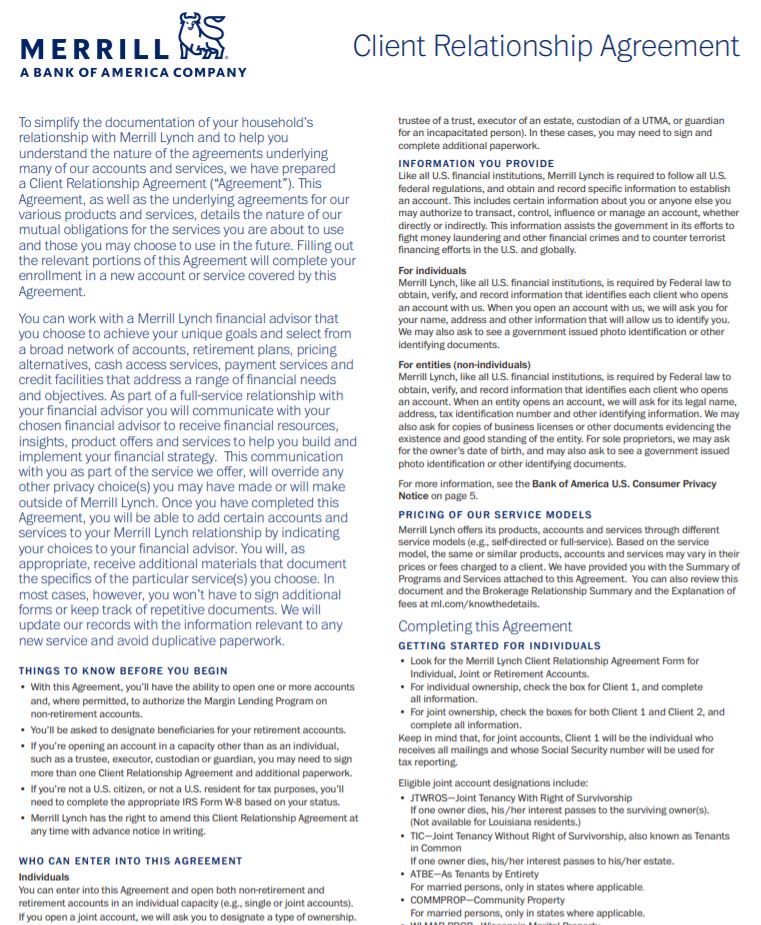 MERRILL
A BANK OF AMERICA COMPANY
Client Relationship Agreement
To simplify the documentation of your household's
relationship with Merrill Lynch and to help you
understand the nature of the agreements underlying
many of our accounts and services, we have prepared
a Client Relationship Agreement ("Agreement"). This
Agreement, as well as the underlying agreements for our
various products and services, details the nature of our
mutual obligations for the services you are about to use
and those you may choose to use in the future. Filling out
the relevant portions of this Agreement will complete your
enrollment in a new account or service covered by this
Agreement.
You can work with a Merrill Lynch financial advisor that
you choose to achieve your unique goals and select from
a broad network of accounts, retirement plans, pricing
alternatives, cash access services, payment services and
credit facilities that address a range of financial needs
and objectives. As part of a full-service relationship with
your financial advisor you will communicate with your
chosen financial advisor to receive financial resources,
insights, product offers and services to help you build and
implement your financial strategy. This communication
with you as part of the service we offer, will override any
other privacy choice(s) you may have made or will make
outside of Merrill Lynch. Once you have completed this
Agreement, you will be able to add certain accounts and
services to your Merrill Lynch relationship by indicating
your choices to your financial advisor. You will, as
appropriate, receive additional materials that document
the specifics of the particular service(s) you choose. In
most cases, however, you won't have to sign additional
forms or keep track of repetitive documents. We will
update our records with the information relevant to any
new service and avoid duplicative paperwork.
THINGS TO KNOW BEFORE YOU BEGIN
• With this Agreement, you'll have the ability to open one or more accounts
and, where permitted, to authorize the Margin Lending Program on
non-retirement accounts.
• You'll be asked to designate beneficiaries for your retirement accounts.
• If you're opening an account in a capacity other than as an individual,
such as a trustee, executor, custodian or guardian, you may need to sign
more than one Client Relationship Agreement and additional paperwork.
• If you're not a U.S. citizen, or not a U.S. resident for tax purposes, you'll
need to complete the appropriate IRS Form W-8 based on your status.
• Merrill Lynch has the right to amend this Client Relationship Agreement at
any time with advance notice in writing.
WHO CAN ENTER INTO THIS AGREEMENT
Individuals
You can enter into this Agreement and open both non-retirement and
retirement accounts in an individual capacity (e.g., single or joint accounts).
If you open a joint account, we will ask you to designate a type of ownership.
trustee of a trust, executor of an estate, custodian of a UTMA, or guardian
for an incapacitated person). In these cases, you may need to sign and
complete additional paperwork.
INFORMATION YOU PROVIDE
Like all U.S. financial institutions, Merrill Lynch is required to follow all U.S.
federal regulations, and obtain and record specific information to establish
an account. This includes certain information about you or anyone else you
may authorize to transact, control, influence or manage an account, whether
directly or indirectly. This information assists the government in its efforts to
fight money laundering and other financial crimes and to counter terrorist
financing efforts in the U.S. and globally.
For individuals
Merrill Lynch, like all U.S. financial institutions, is required by Federal law to
obtain, verify, and record information that identifies each client who opens
an account with us. When you open an account with us, we will ask you for
your name, address and other information that will allow us to identify you.
We may also ask to see a government issued photo identification or other
identifying documents.
For entities (non-individuals)
Merrill Lynch, like all U.S. financial institutions, is required by Federal law to
obtain, verify, and record information that identifies each client who opens
an account. When an entity opens an account, we will ask for its legal name,
address, tax identification number and other identifying information. We may
also ask for copies of business licenses or other documents evidencing the
existence and good standing of the entity. For sole proprietors, we may ask
for the owner's date of birth, and may also ask to see a government issued
photo identification or other identifying documents.
For more information, see the Bank of America U.S. Consumer Privacy
Notice on page 5.
PRICING OF OUR SERVICE MODELS
Merrill Lynch offers its products, accounts and services through different
service models (e.g., self-directed or full-service). Based on the service
model, the same or similar products, accounts and services may vary in their
prices or fees charged to a client. We have provided you with the Summary of
Programs and Services attached to this Agreement. You can also review this
document and the Brokerage Relationship Summary and the Explanation of
fees at ml.com/knowthedetails.
Completing this Agreement
GETTING STARTED FOR INDIVIDUALS
• Look for the Merrill Lynch Client Relationship Agreement Form for
Individual, Joint or Retirement Accounts.
• For individual ownership, check the box for Client 1, and complete
all information.
• For joint ownership, check the boxes for both Client 1 and Client 2, and
complete all information.
Keep in mind that, for joint accounts, Client 1 will be the individual who
receives all mailings and whose Social Security number will be used for
tax reporting.
Eligible joint account designations include:
• JTWROS—Joint Tenancy With Right of Survivorship
If one owner dies, his/her interest passes to the surviving owner(s).
(Not available for Louisiana residents.)
• TIC—Joint Tenancy Without Right of Survivorship, also known as Tenants
in Common
If one owner dies, his/her interest passes to his/her estate.
• ATBE—As Tenants by Entirety
For married persons, only in states where applicable.
• COMMPROP—Community Property
For married persons, only in states where applicable.